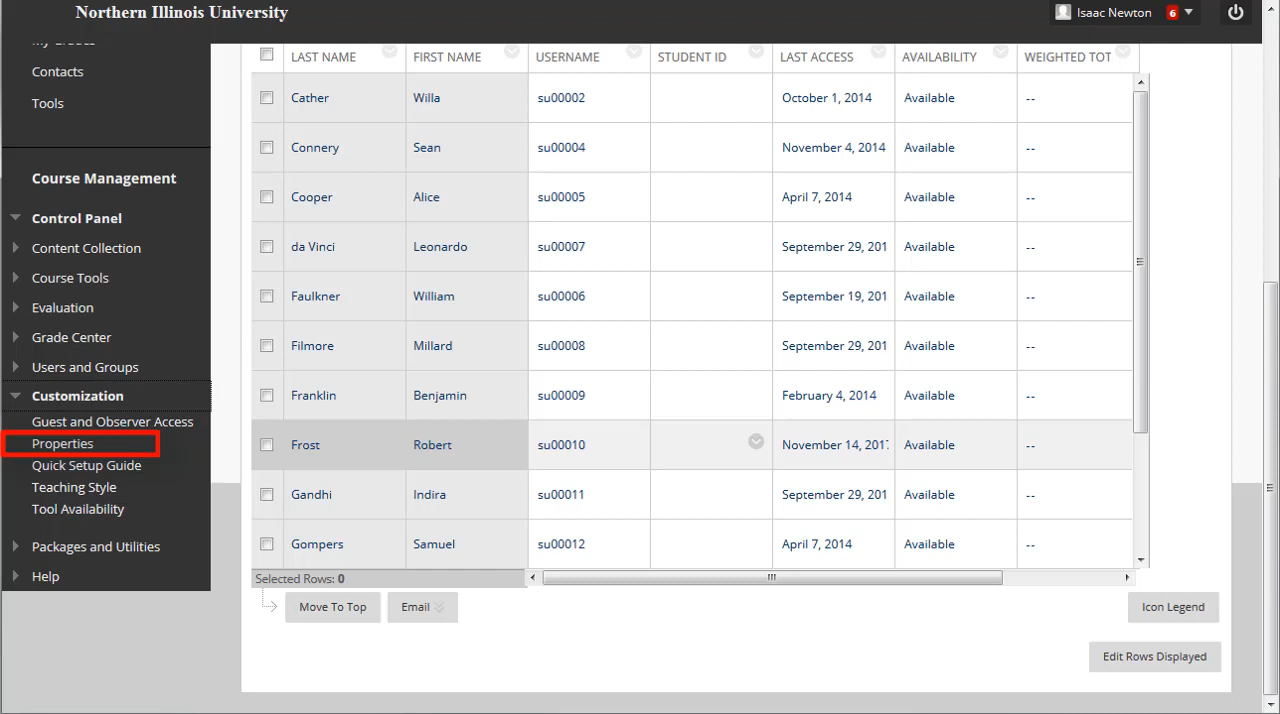 Northern Illinois University
Isaac Newton 6
Contacts
Tools
Course Management
Control Panel
Content Collection
Course Tools
Evaluation
Grade Center
Users and Groups
Customization
Guest and Observer Access
Properties
Quick Setup Guide
Teaching Style
Tool Availability
Packages and Utilities
Help
LAST NAME FIRST NAME USERNAME STUDENT ID LAST ACCESS AVAILABILITY WEIGHTED TOT
Cather Willa su00002 October 1, 2014 Available --
Connery Sean su00004 November 4, 2014 Available --
Cooper Alice su00005 April 7, 2014 Available --
da Vinci Leonardo su00007 September 29, 201 Available --
Faulkner William su00006 September 19, 201 Available --
Filmore Millard su00008 September 29, 201 Available --
Franklin Benjamin su00009 February 4, 2014 Available --
Frost Robert su00010 November 14, 2017 Available --
Gandhi Indira su00011 September 29, 201 Available --
Gompers Samuel su00012 April 7, 2014 Available --
Selected Rows: 0
Move To Top Email Icon Legend
Edit Rows Displayed